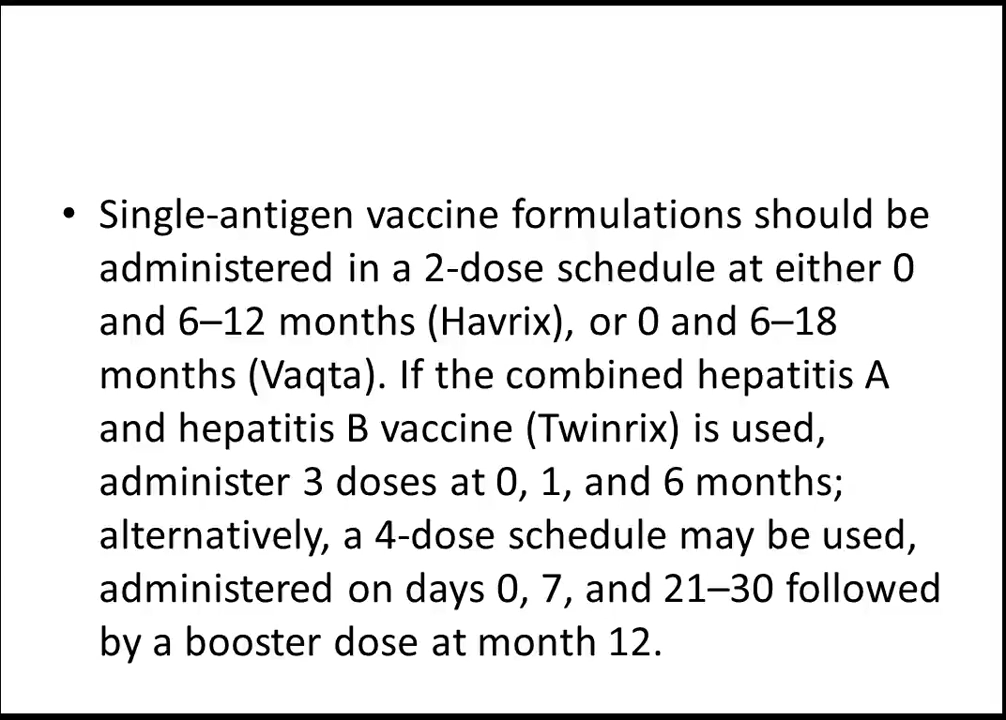 • Single-antigen vaccine formulations should be
administered in a 2-dose schedule at either 0
and 6–12 months (Havrix), or 0 and 6–18
months (Vaqta). If the combined hepatitis A
and hepatitis B vaccine (Twinrix) is used,
administer 3 doses at 0, 1, and 6 months;
alternatively, a 4-dose schedule may be used,
administered on days 0, 7, and 21–30 followed
by a booster dose at month 12.